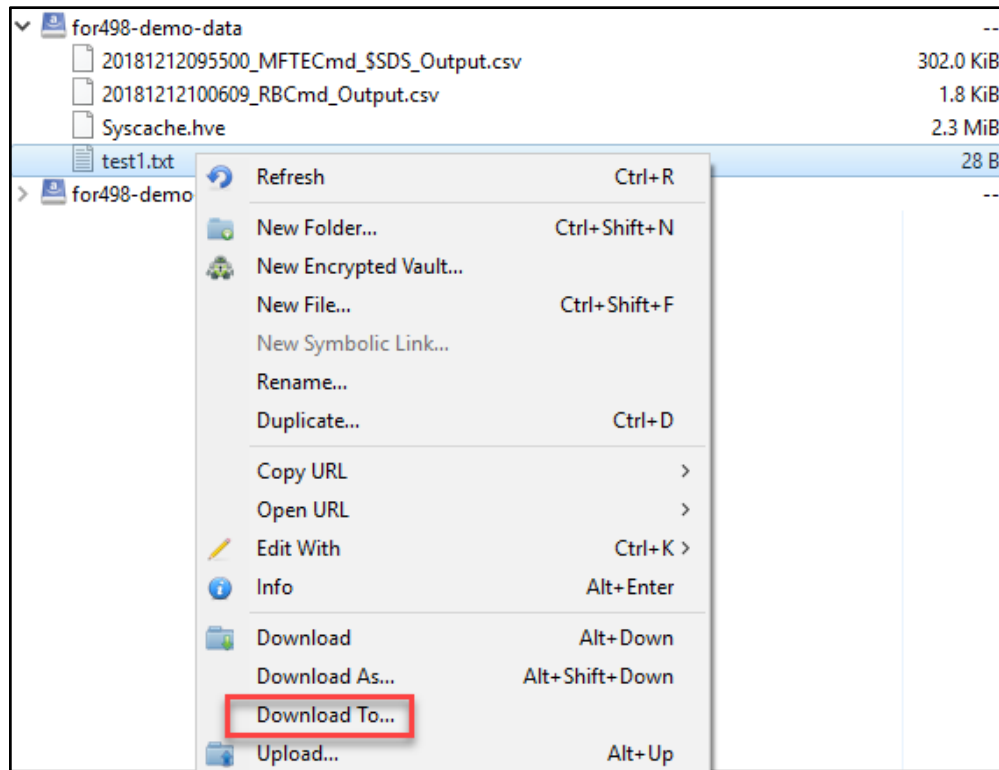 for498-demo-data --
20181212095500_MFTECmd_$SDS_Output.csv 302.0 KiB
20181212100609_RBCmd_Output.csv 1.8 KiB
Syscache.hve 2.3 MiB
test1.txt 28 B
for498-demo --
Refresh Ctrl+R
New Folder... Ctrl+Shift+N
New Encrypted Vault...
New File... Ctrl+Shift+F
New Symbolic Link...
Rename...
Duplicate... Ctrl+D
Copy URL >
Open URL >
Edit With Ctrl+K >
Info Alt+Enter
Download Alt+Down
Download As... Alt+Shift+Down
Download To...
Upload... Alt+Up